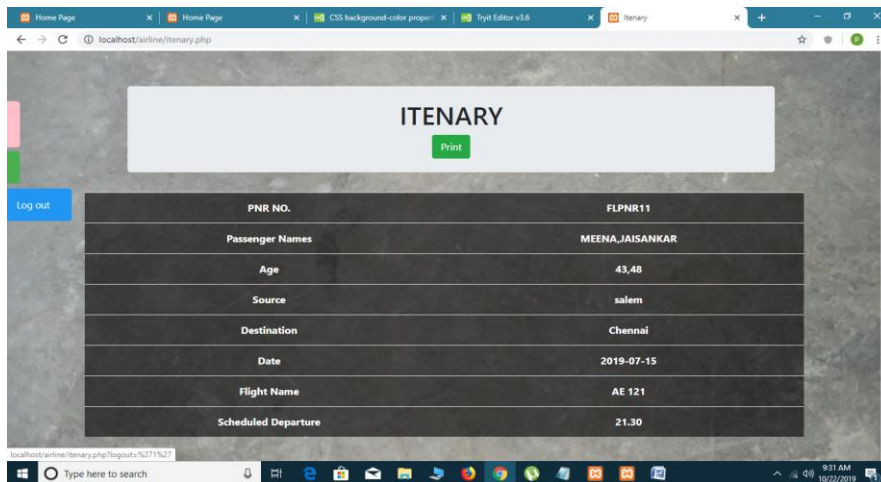 Home Page
Home Page
CSS background-color propert
Tryit Editor v3.6
Itenary
localhost/airline/itenary.php
P
ITENARY
Print
Log out
PNR NO. FLPNR11
Passenger Names MEENA,JAISANKAR
Age 43,48
Source salem
Destination Chennai
Date 2019-07-15
Flight Name AE 121
Scheduled Departure 21.30
localhost/airline/itenary.php?logout=%271%27
Type here to search
9:31 AM
10/22/2019